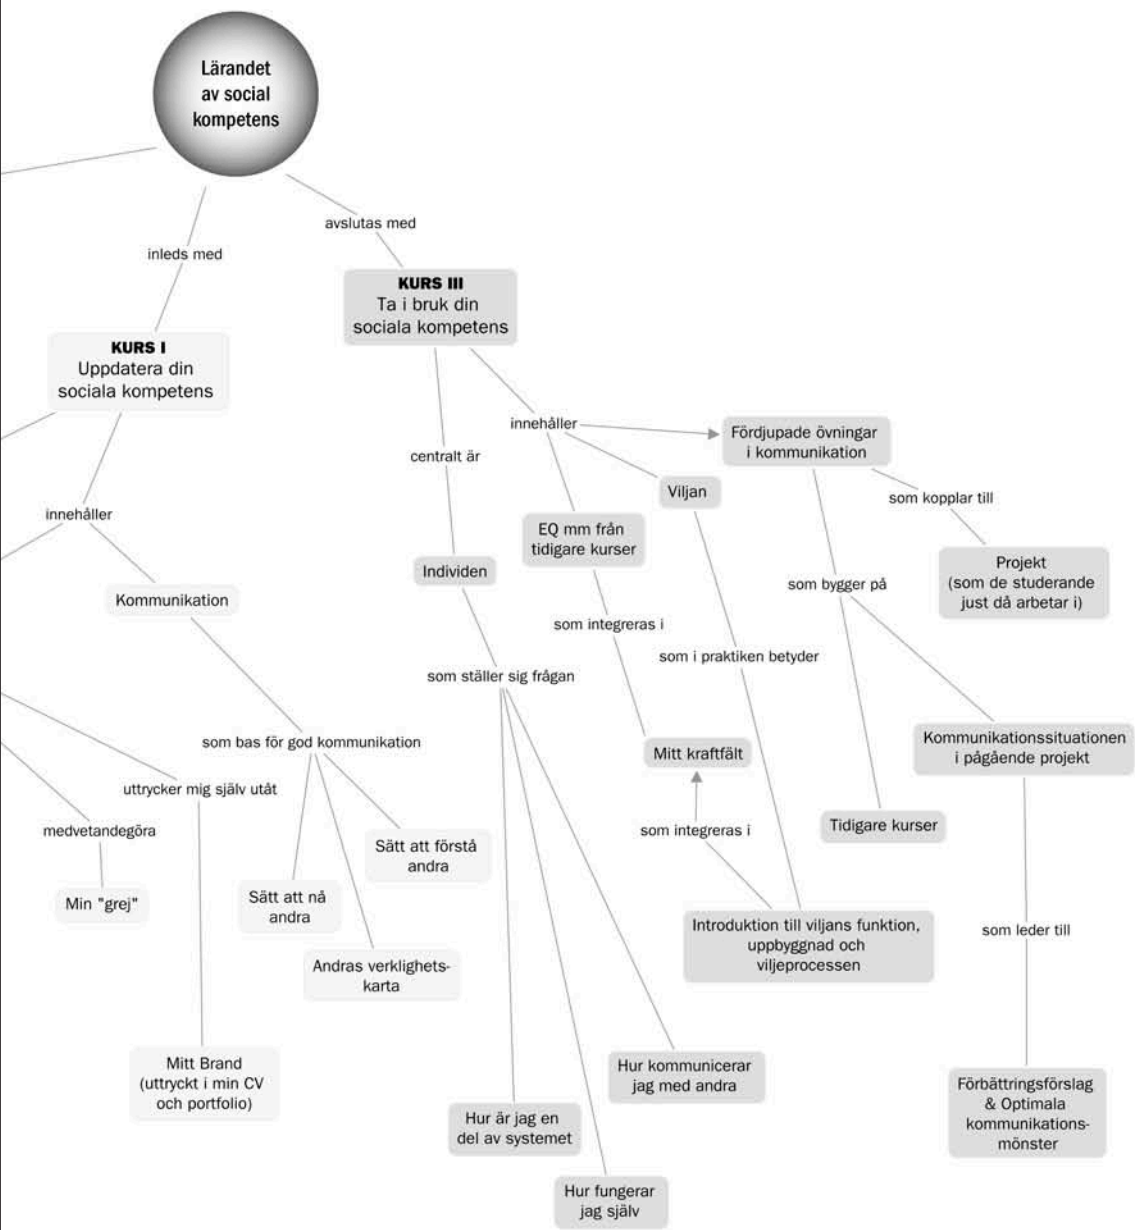 Lärandet
av social
kompetens
avslutas med
inleds med
KURS III
Ta i bruk din
sociala kompetens
KURS I
Uppdatera din
sociala kompetens
innehåller
Fördjupade övningar
i kommunikation
centralt är
Viljan
som kopplar till
innehåller
EQ mm från
tidigare kurser
Projekt
(som de studerande
just då arbetar i)
Individen
som bygger på
Kommunikation
som integreras i
som i praktiken betyder
som ställer sig frågan
som bas för god kommunikation
Kommunikationssituationen
i pågående projekt
Mitt kraftfält
uttrycker mig själv utåt
medvetandegöra
som integreras i
Tidigare kurser
Sätt att förstå
andra
Min "grej"
Sätt att nå
andra
Introduktion till viljans funktion,
uppbyggnad och
viljeprocessen
som leder till
Andras verklighets-
karta
Mitt Brand
(uttryckt i min CV
och portfolio)
Hur kommunicerar
jag med andra
Förbättringsförslag
& Optimala
kommunikations-
mönster
Hur är jag en
del av systemet
Hur fungerar
jag själv